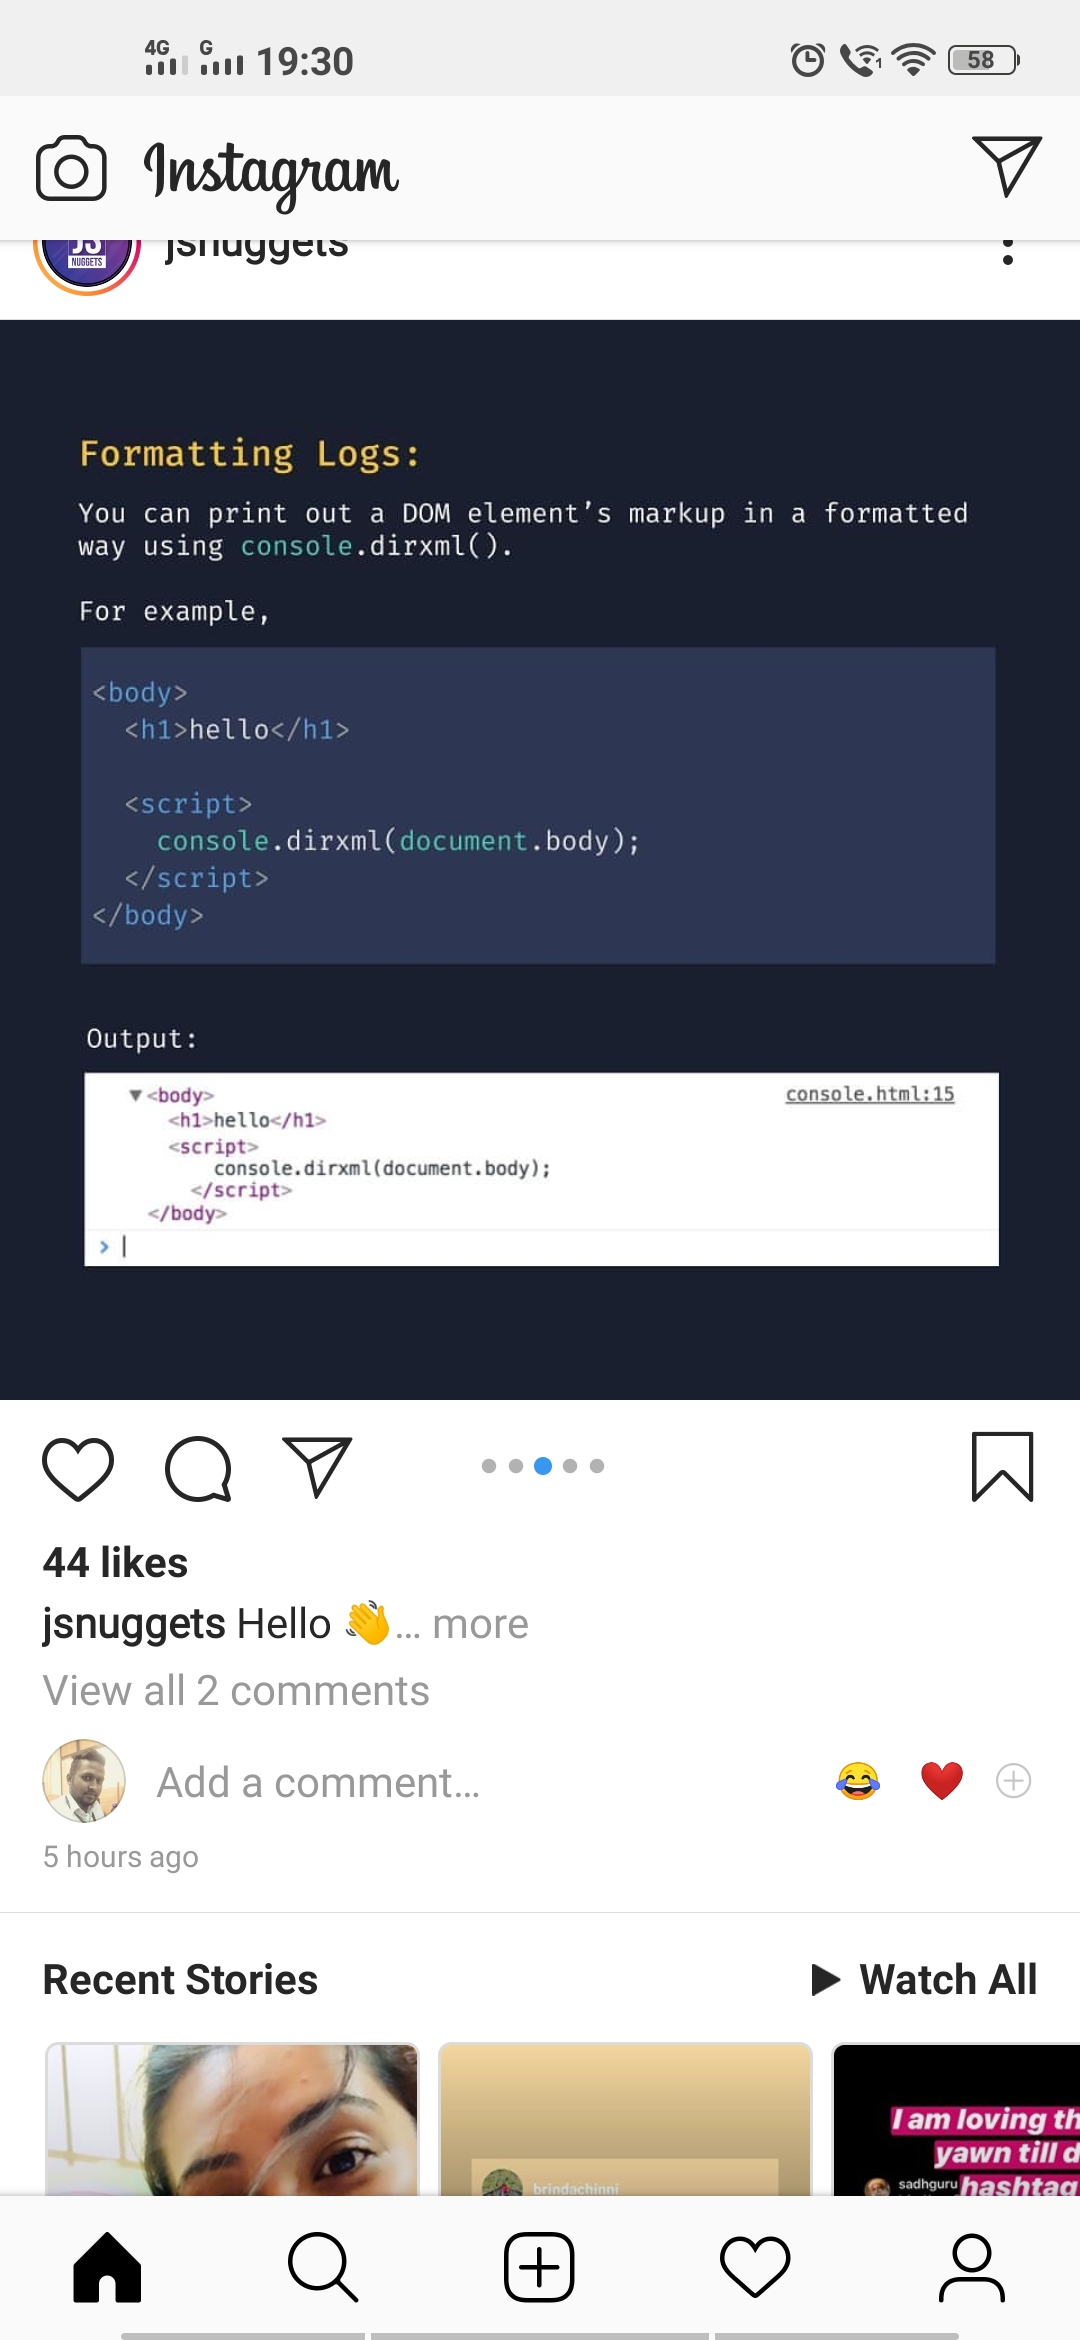 4G G 19:30 1 58
Instagram
JS NUGGETS jsnuggets
Formatting Logs:
You can print out a DOM element’s markup in a formatted
way using console.dirxml().
For example,
<body>
<h1>hello</h1>
<script>
console.dirxml(document.body);
</script>
</body>
Output:
▼<body> console.html:15
<h1>hello</h1>
<script>
console.dirxml(document.body);
</script>
</body>
> |
44 likes
jsnuggets Hello 👋... more
View all 2 comments
Add a comment... 😂 ❤️
5 hours ago
Recent Stories ▶ Watch All
brindachinni
I am loving th
yawn till d
sadhguru hashtag